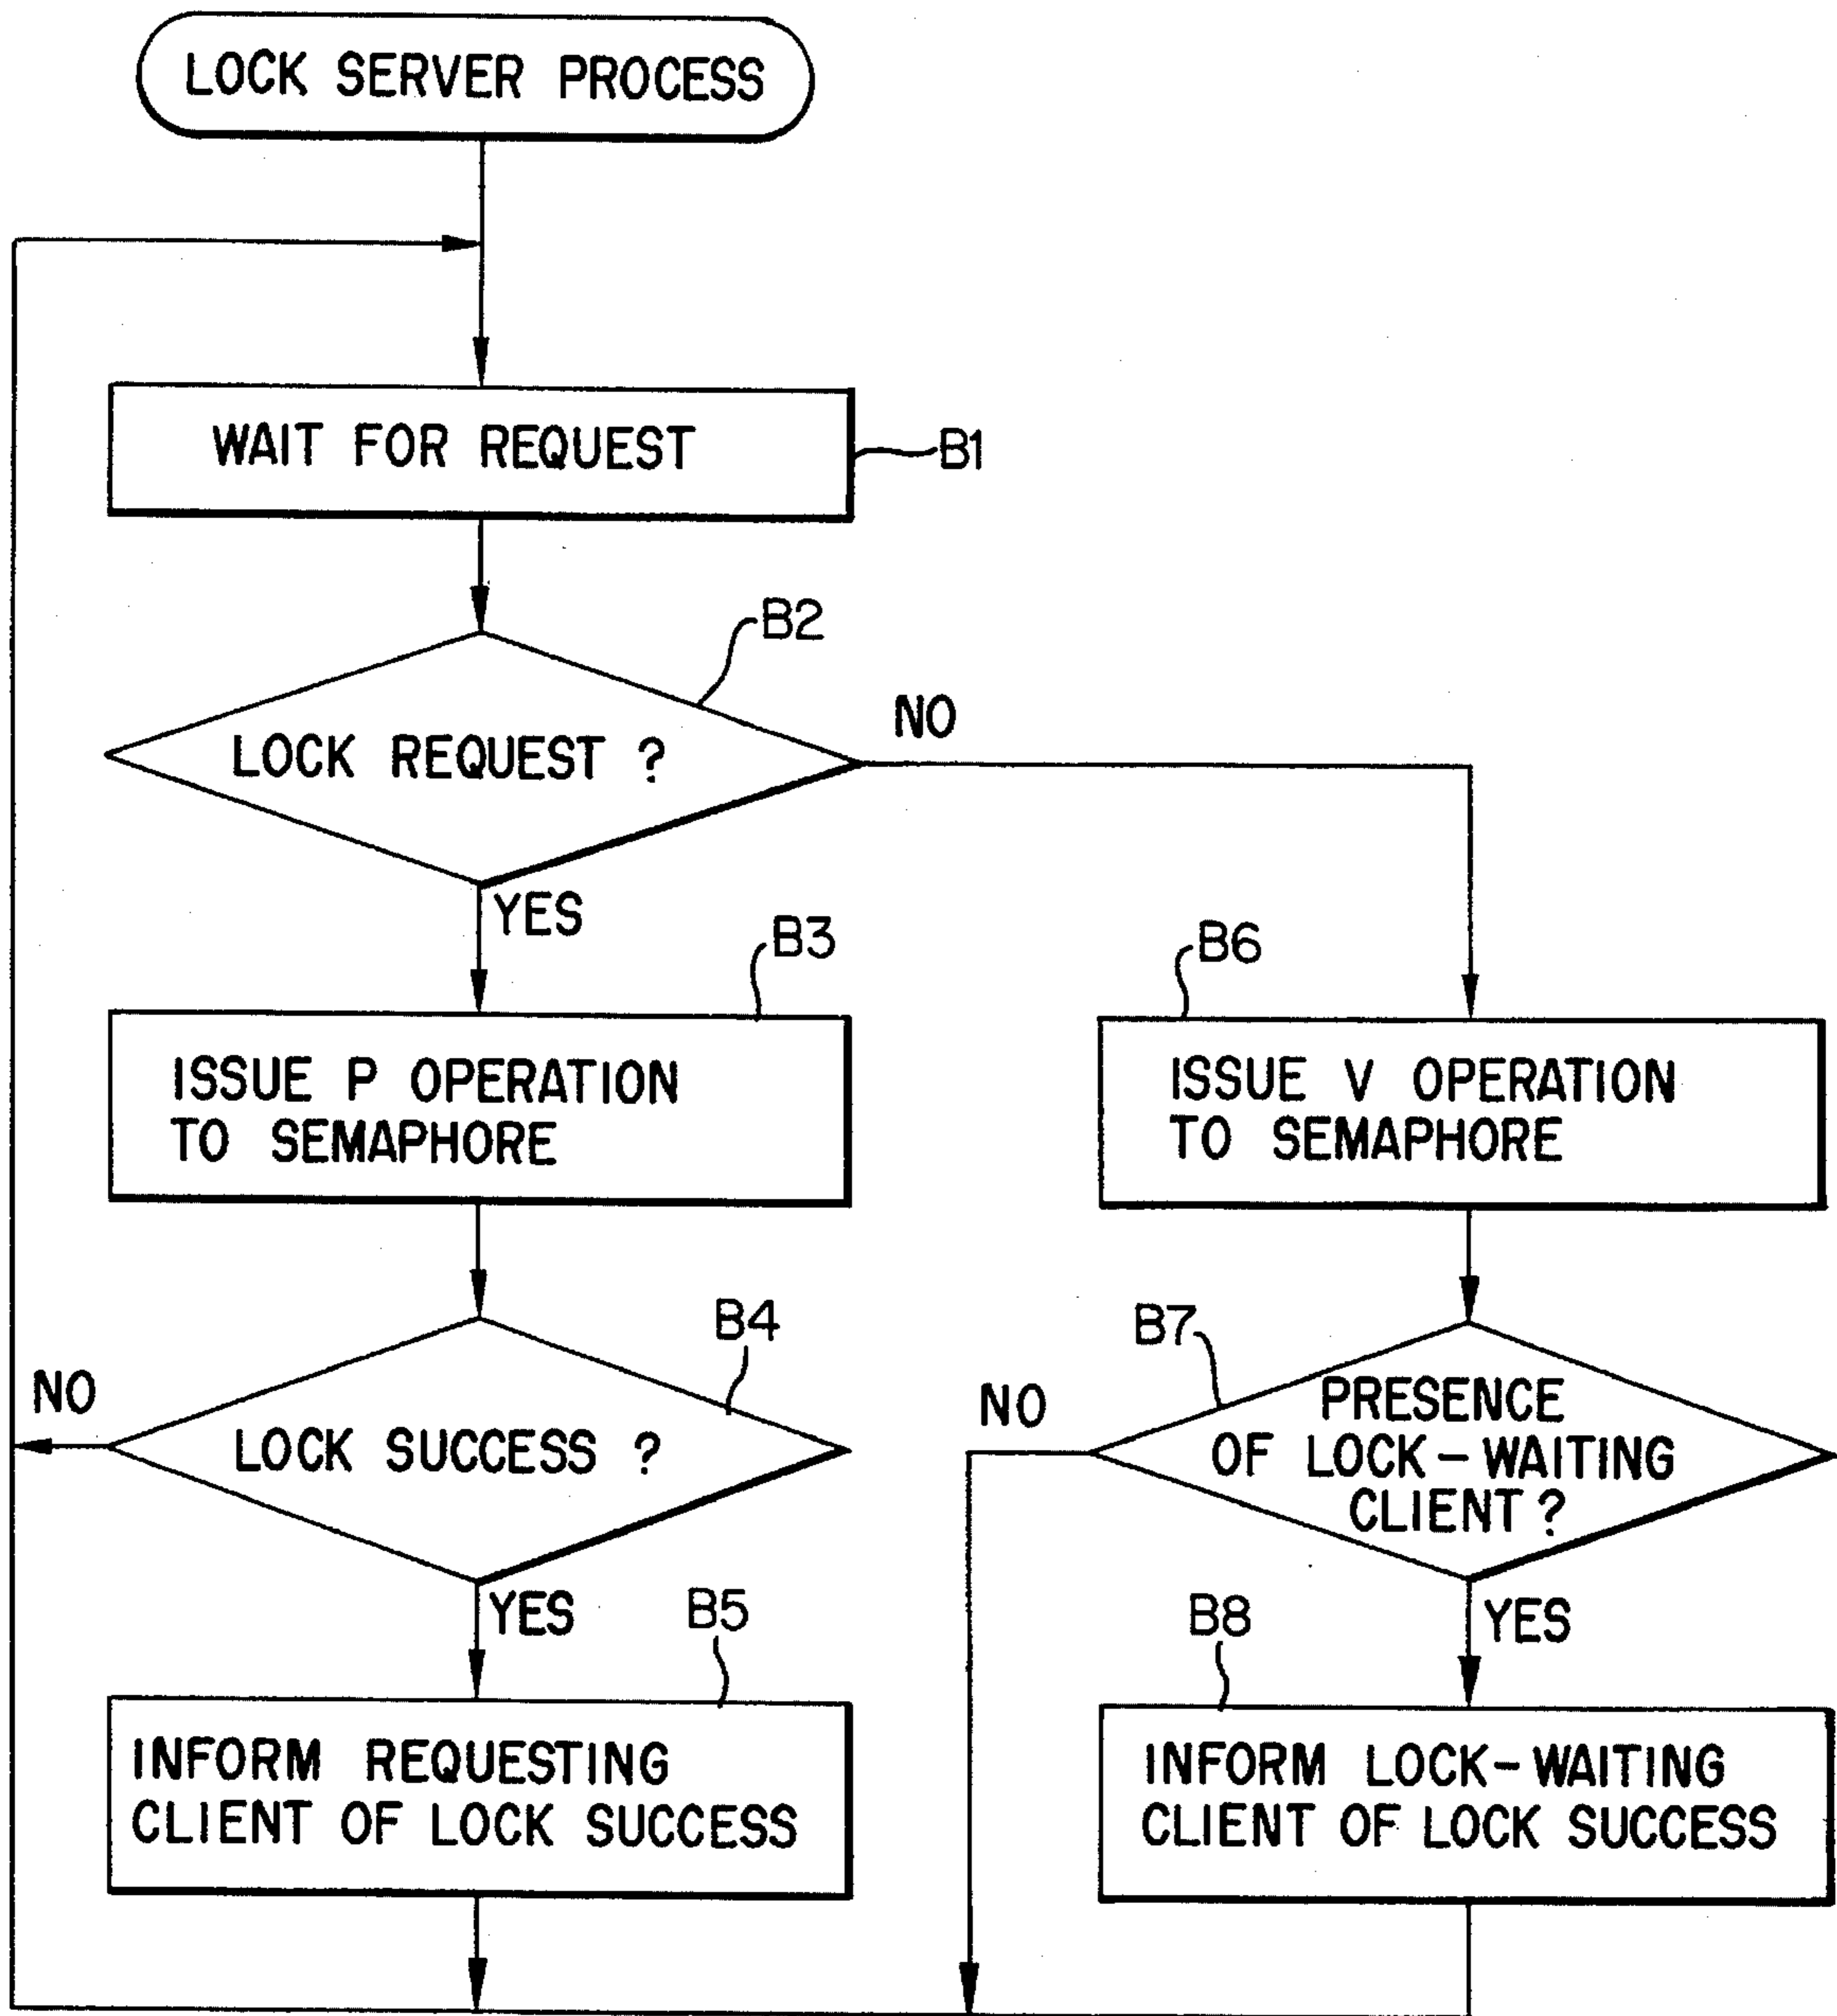 LOCK SERVER PROCESS
WAIT FOR REQUEST
B1
B2
LOCK REQUEST ?
NO
YES
B3
ISSUE P OPERATION
TO SEMAPHORE
B6
ISSUE V OPERATION
TO SEMAPHORE
B4
NO
LOCK SUCCESS ?
YES
B7
NO
PRESENCE
OF LOCK-WAITING
CLIENT ?
YES
B5
INFORM REQUESTING
CLIENT OF LOCK SUCCESS
B8
INFORM LOCK-WAITING
CLIENT OF LOCK SUCCESS